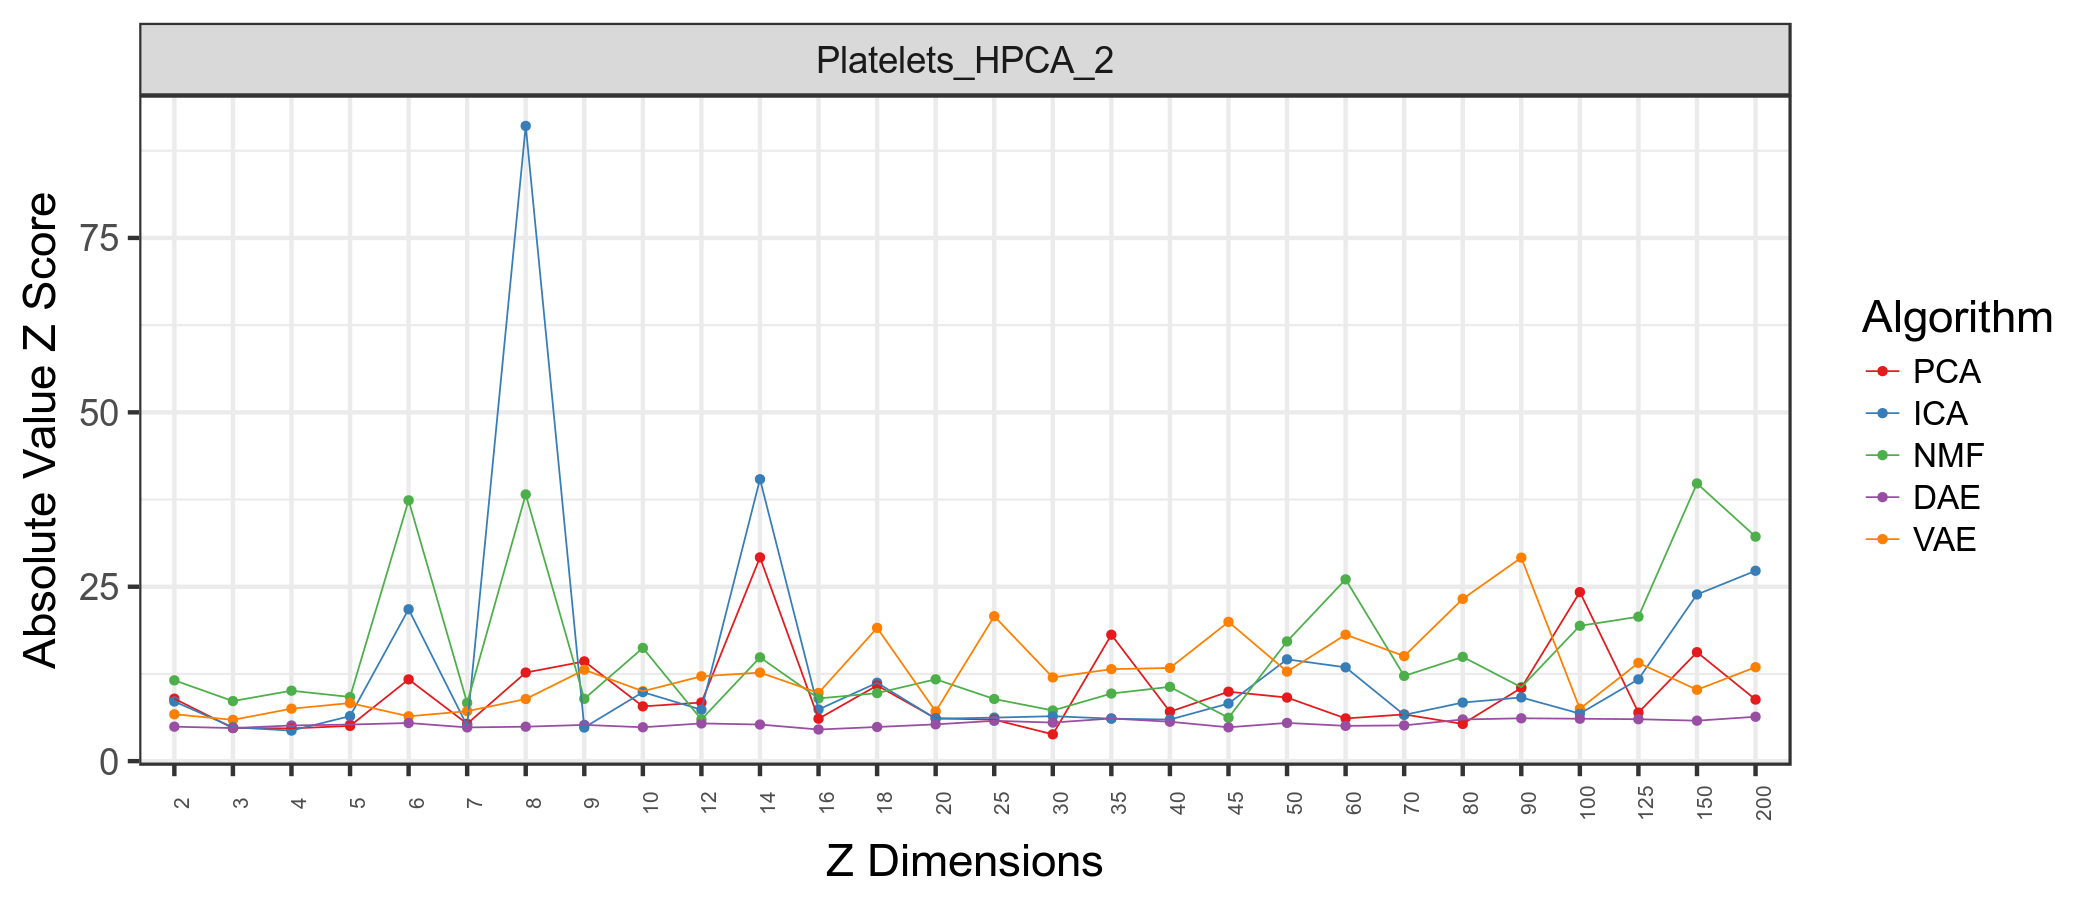 Platelets_HPCA_2
Absolute Value Z Score
75
50
25
0
2 3 4 5 6 7 8 9 10 12 14 16 18 20 25 30 35 40 45 50 60 70 80 90 100 125 150 200
Z Dimensions
Algorithm
PCA
ICA
NMF
DAE
VAE